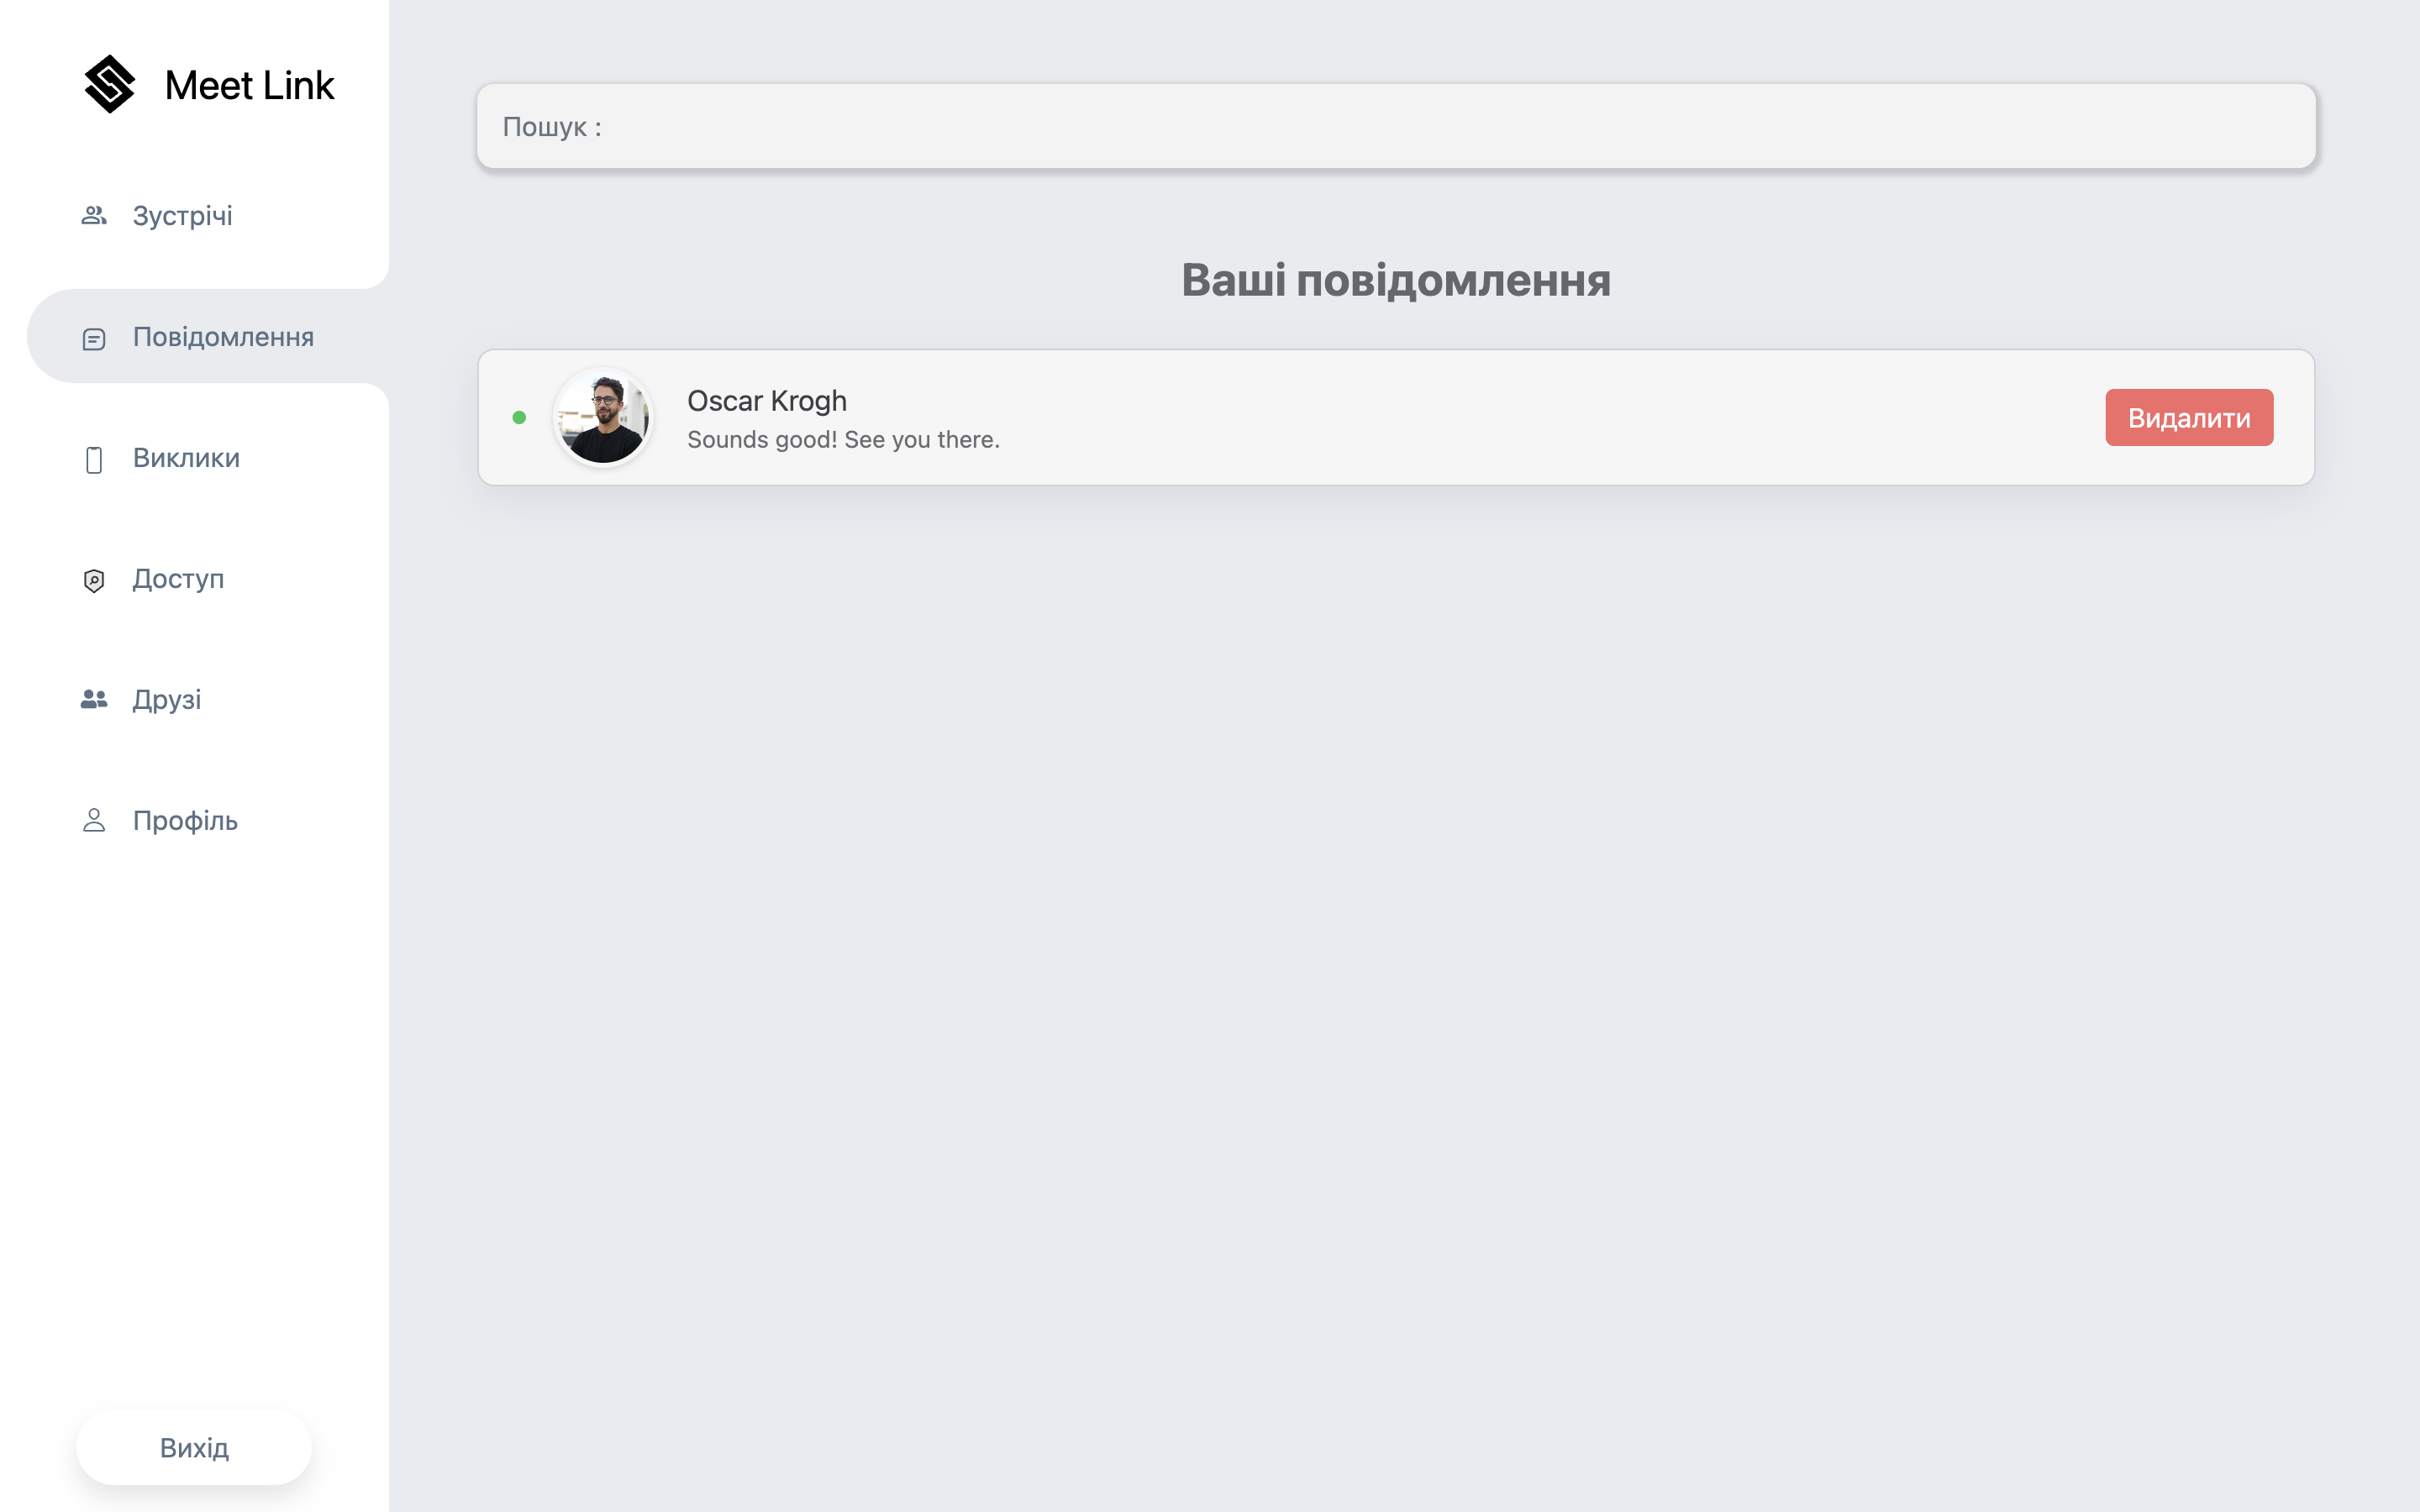 Meet Link
Зустрічі
Повідомлення
Виклики
Доступ
Друзі
Профіль
Вихід
Пошук :
Ваші повідомлення
Oscar Krogh
Sounds good! See you there.
Видалити